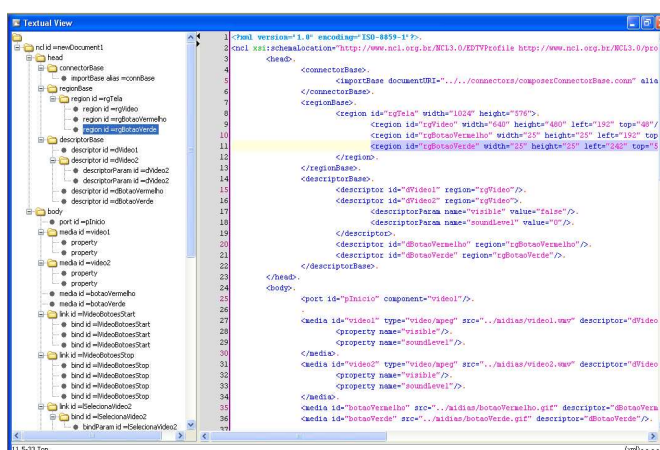 Textual View
ncl id =newDocument1
head
connectorBase
importBase alias =connBase
regionBase
region id =rgTela
region id =rgVideo
region id =rgBotaoVermelho
region id =rgBotaoVerde
descriptorBase
descriptor id =dVideo1
descriptor id =dVideo2
descriptorParam id =dVideo2
descriptorParam id =dVideo2
descriptor id =dBotaoVermelho
descriptor id =dBotaoVerde
body
port id =pInicio
media id =video1
property
property
media id =video2
property
property
media id =botaoVermelho
media id =botaoVerde
link id =lVideoBotoesStart
bind id =lVideoBotoesStart
bind id =lVideoBotoesStart
bind id =lVideoBotoesStart
link id =lVideoBotoesStop
bind id =lVideoBotoesStop
bind id =lVideoBotoesStop
bind id =lVideoBotoesStop
bind id =lVideoBotoesStop
link id =lSelecionaVideo2
bind id =lSelecionaVideo2
bindParam id =lSelecionaVideo2
1 <?xml version="1.0" encoding="ISO-8859-1"?>.
2 <ncl xsi:schemaLocation="http://www.ncl.org.br/NCL3.0/EDTVProfile http://www.ncl.org.br/NCL3.0/pro
3 <head>.
4 <connectorBase>.
5 <importBase documentURI="../../connectors/composerConnectorBase.conn" alia
6 </connectorBase>.
7 <regionBase>.
8 <region id="rgTela" width="1024" height="576">.
9 <region id="rgVideo" width="640" height="480" left="192" top="48"/
10 <region id="rgBotaoVermelho" width="25" height="25" left="192" top
11 <region id="rgBotaoVerde" width="25" height="25" left="242" top="5
12 </region>.
13 </regionBase>.
14 <descriptorBase>.
15 <descriptor id="dVideo1" region="rgVideo"/>.
16 <descriptor id="dVideo2" region="rgVideo">.
17 <descriptorParam name="visible" value="false"/>.
18 <descriptorParam name="soundLevel" value="0"/>.
19 </descriptor>.
20 <descriptor id="dBotaoVermelho" region="rgBotaoVermelho"/>.
21 <descriptor id="dBotaoVerde" region="rgBotaoVerde"/>.
22 </descriptorBase>.
23 </head>.
24 <body>.
25 <port id="pInicio" component="video1"/>.
26 .
27 <media id="video1" type="video/mpeg" src="../midias/video1.wmv" descriptor="dVideo
28 <property name="visible"/>.
29 <property name="soundLevel"/>.
30 </media>.
31 <media id="video2" type="video/mpeg" src="../midias/video2.wmv" descriptor="dVideo
32 <property name="visible"/>.
33 <property name="soundLevel"/>.
34 </media>.
35 <media id="botaoVermelho" src="../midias/botaoVermelho.gif" descriptor="dBotaoVerm
36 <media id="botaoVerde" src="../midias/botaoVerde.gif" descriptor="dBotaoVerde"/>.
37